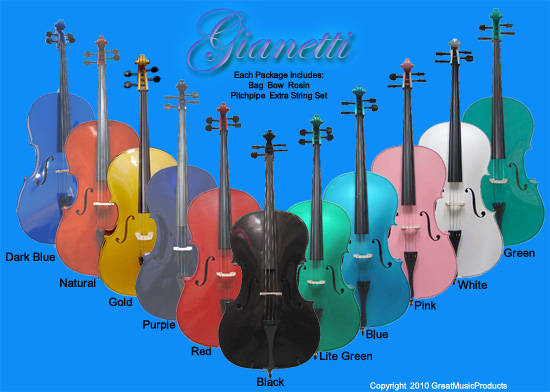 Gianetti
Each Package Includes:
Bag Bow Rosin
Pitchpipe Extra String Set
Dark Blue
Natural
Gold
Purple
Red
Black
Lite Green
Blue
Pink
White
Green
Copyright 2010 GreatMusicProducts